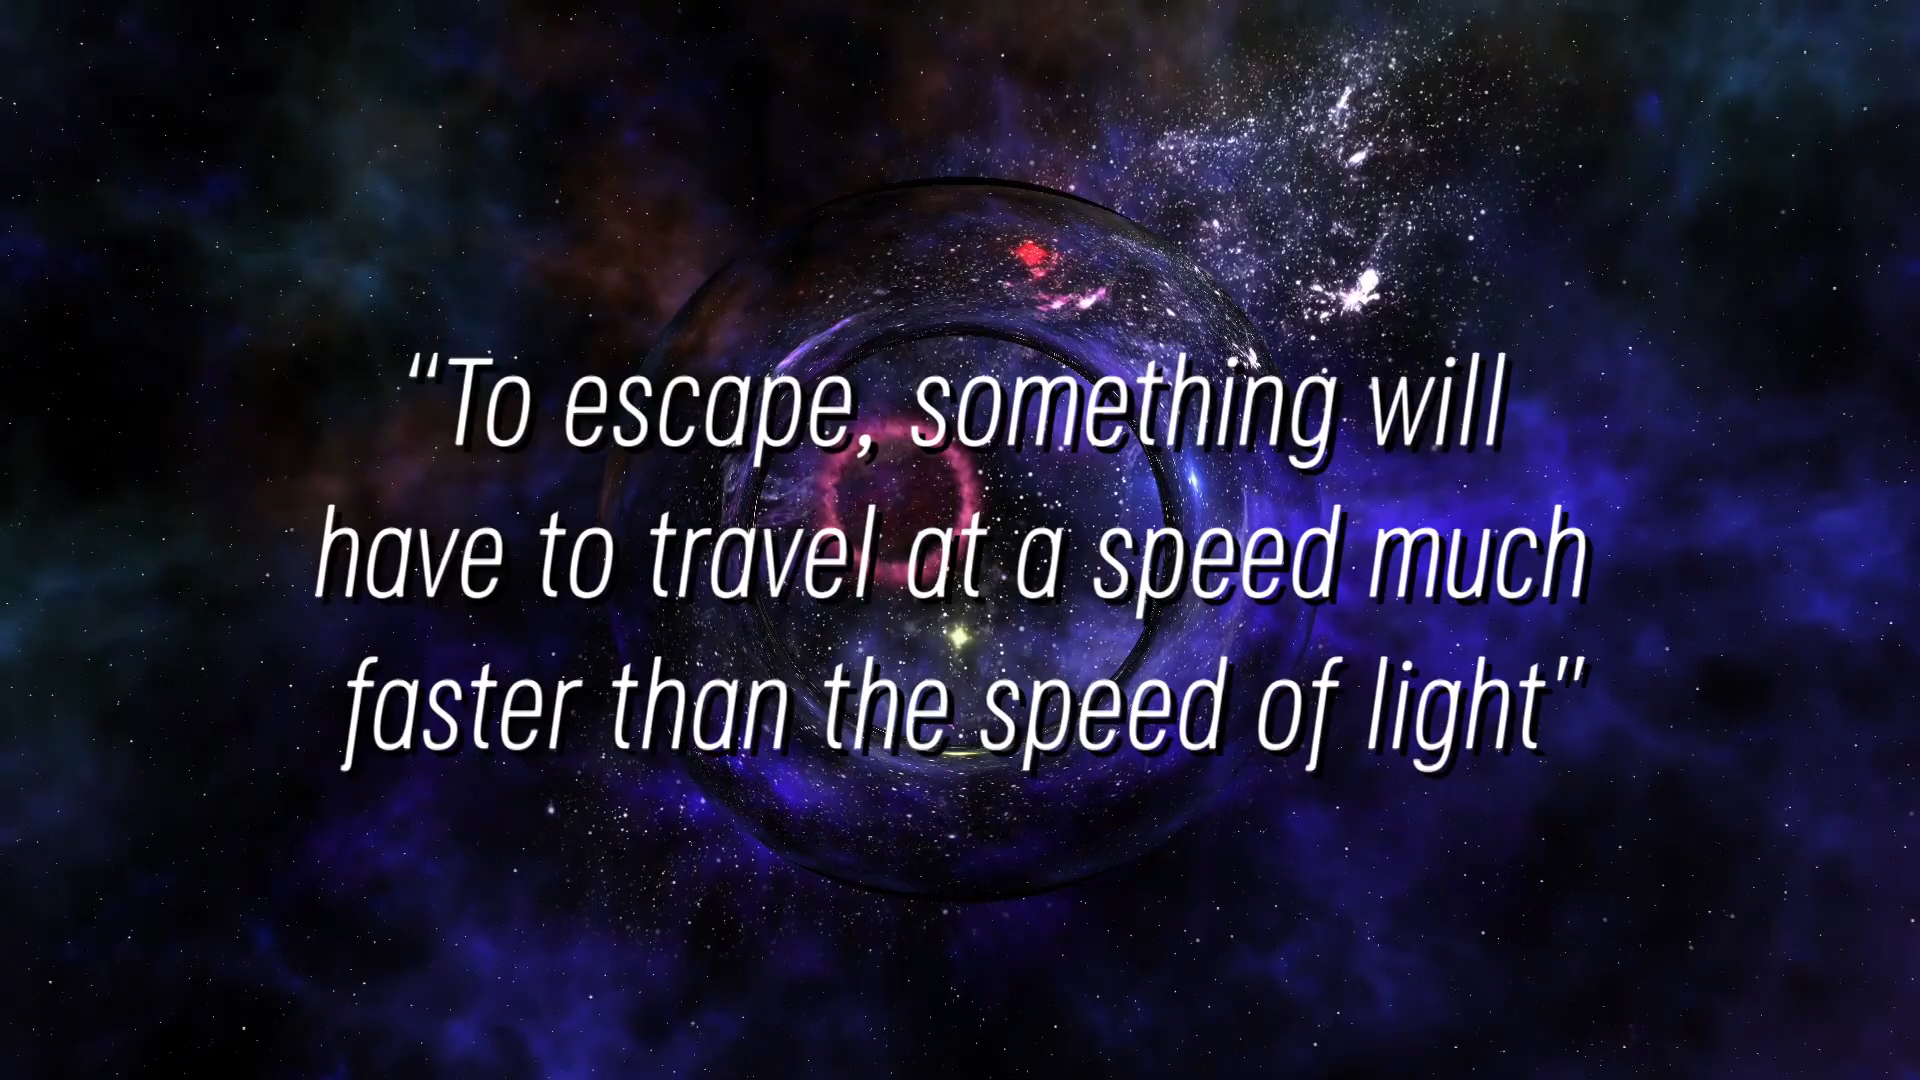 “To escape, something will
have to travel at a speed much
faster than the speed of light”